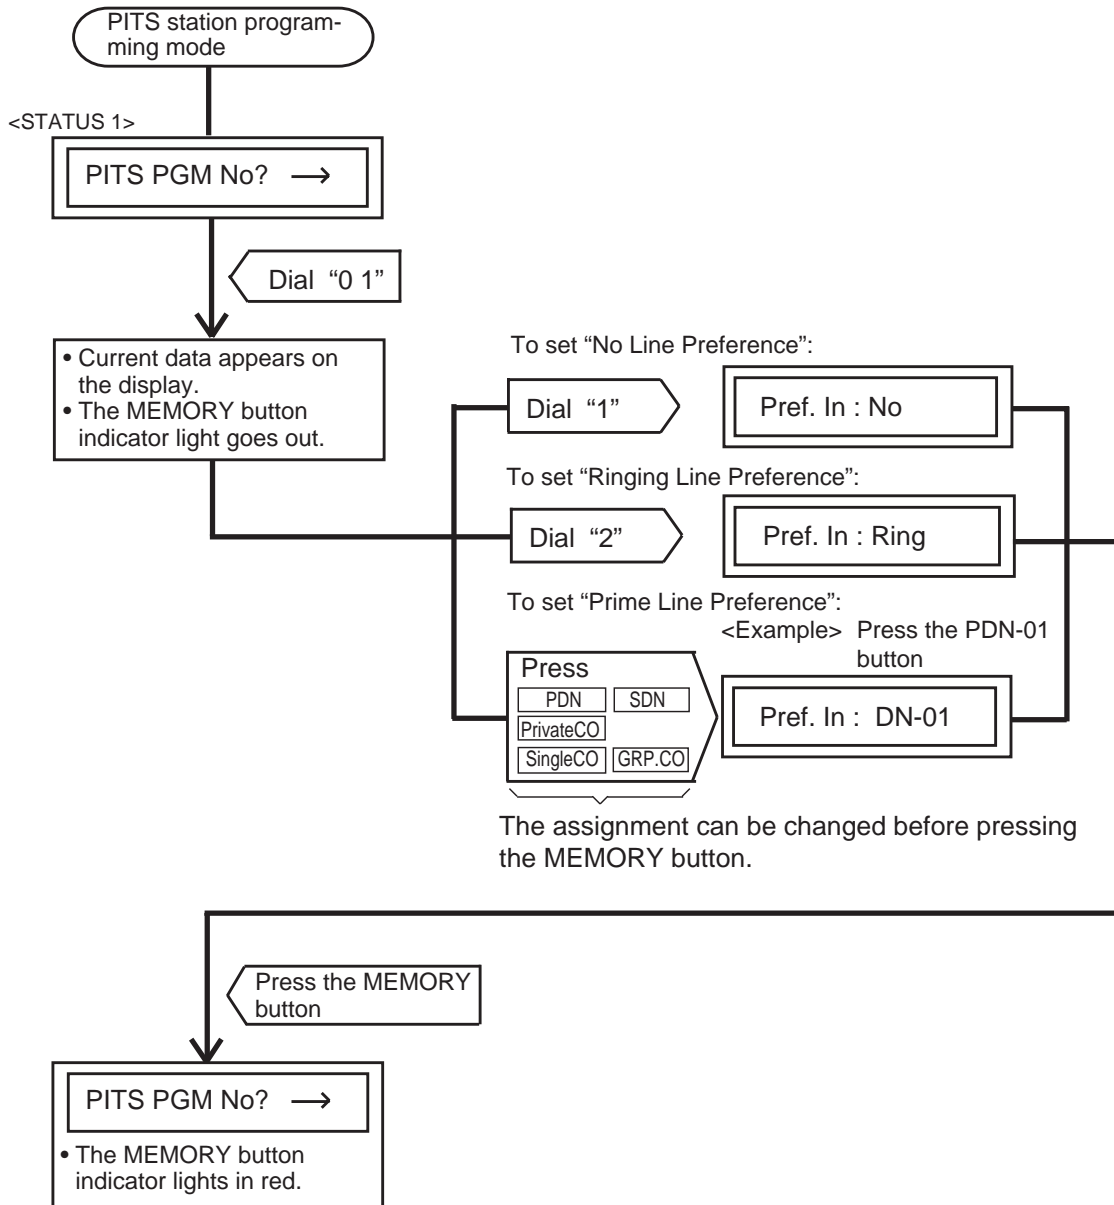 PITS station program-
ming mode
<STATUS 1>
PITS PGM No? →
Dial “0 1”
• Current data appears on
the display.
• The MEMORY button
indicator light goes out.
To set “No Line Preference”:
Dial “1”
Pref. In : No
To set “Ringing Line Preference”:
Dial “2”
Pref. In : Ring
To set “Prime Line Preference”:
<Example> Press the PDN-01
button
Press
PDN SDN
PrivateCO
SingleCO GRP.CO
Pref. In : DN-01
The assignment can be changed before pressing
the MEMORY button.
Press the MEMORY
button
PITS PGM No? →
• The MEMORY button
indicator lights in red.